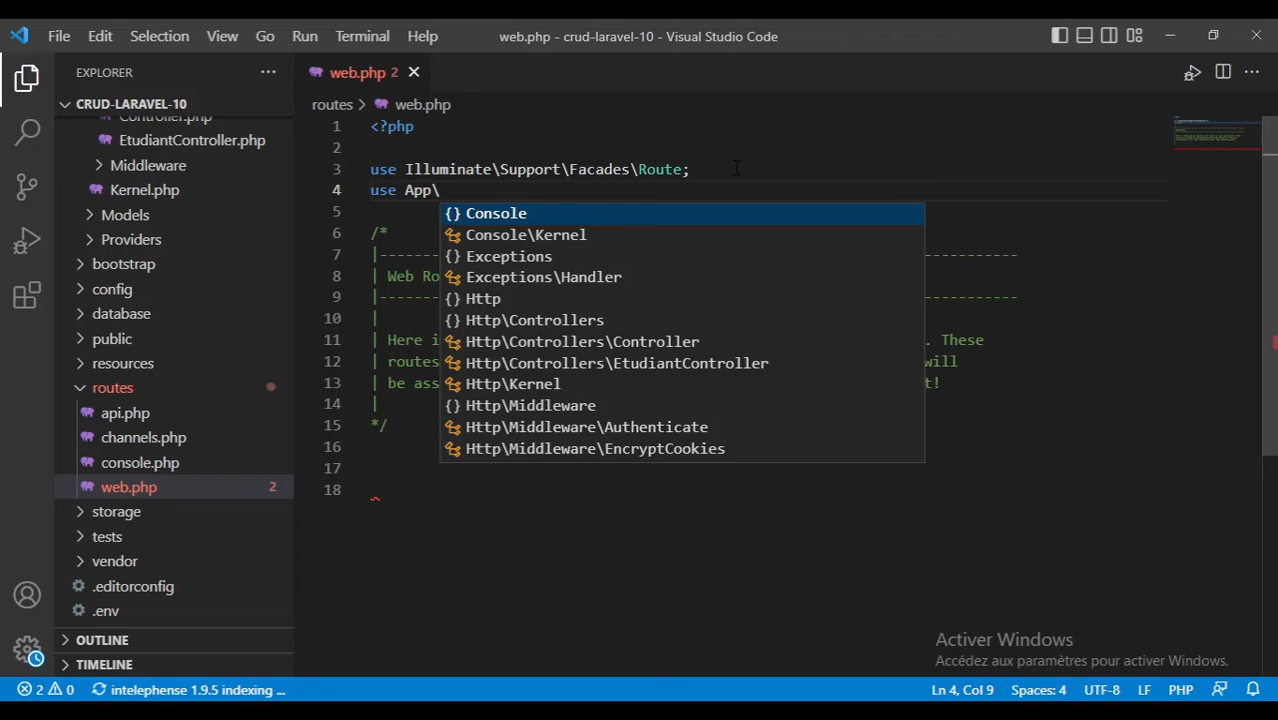 File Edit Selection View Go Run Terminal Help
web.php - crud-laravel-10 - Visual Studio Code
EXPLORER
CRUD-LARAVEL-10
Controller.php
EtudiantController.php
Middleware
Kernel.php
Models
Providers
bootstrap
config
database
public
resources
routes
api.php
channels.php
console.php
web.php 2
storage
tests
vendor
.editorconfig
.env
OUTLINE
TIMELINE
web.php 2
routes > web.php
1 <?php
2
3 use Illuminate\Support\Facades\Route;
4 use App\
5
6 /*
7 |--------------------------------------------------------------------------
8 | Web Ro
9 |--------------------------------------------------------------------------
10 |
11 | Here i . These
12 | routes will
13 | be ass t!
14 |
15 */
16
17
18
{} Console
Console\Kernel
{} Exceptions
Exceptions\Handler
{} Http
{} Http\Controllers
Http\Controllers\Controller
Http\Controllers\EtudiantController
Http\Kernel
{} Http\Middleware
Http\Middleware\Authenticate
Http\Middleware\EncryptCookies
Activer Windows
Accédez aux paramètres pour activer Windows.
2 0 intelephense 1.9.5 indexing ... Ln 4, Col 9 Spaces: 4 UTF-8 LF PHP